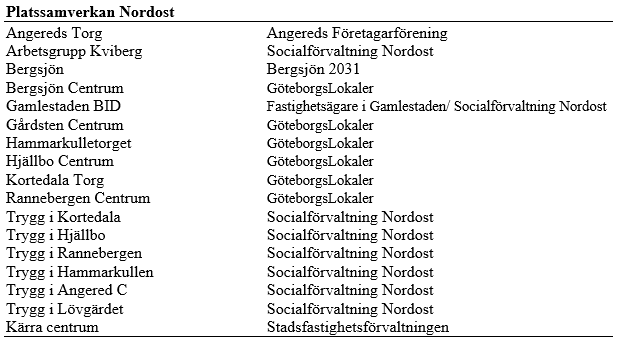 Platssamverkan Nordost
Angereds Torg Angereds Företagarförening
Arbetsgrupp Kviberg Socialförvaltning Nordost
Bergsjön Bergsjön 2031
Bergsjön Centrum GöteborgsLokaler
Gamlestaden BID Fastighetsägare i Gamlestaden/ Socialförvaltning Nordost
Gårdsten Centrum GöteborgsLokaler
Hammarkulletorget GöteborgsLokaler
Hjällbo Centrum GöteborgsLokaler
Kortedala Torg GöteborgsLokaler
Rannebergen Centrum GöteborgsLokaler
Trygg i Kortedala Socialförvaltning Nordost
Trygg i Hjällbo Socialförvaltning Nordost
Trygg i Rannebergen Socialförvaltning Nordost
Trygg i Hammarkullen Socialförvaltning Nordost
Trygg i Angered C Socialförvaltning Nordost
Trygg i Lövgärdet Socialförvaltning Nordost
Kärra centrum Stadsfastighetsförvaltningen